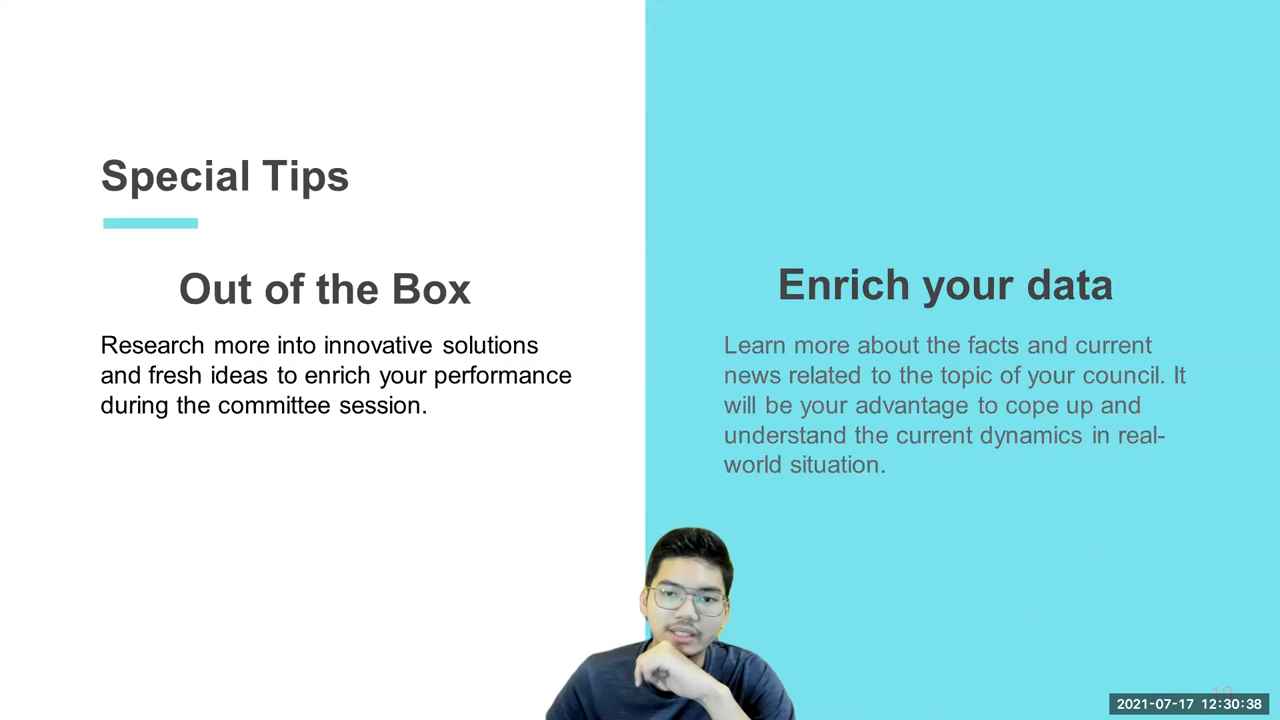 Special Tips
Out of the Box
Research more into innovative solutions
and fresh ideas to enrich your performance
during the committee session.
Enrich your data
Learn more about the facts and current
news related to the topic of your council. It
will be your advantage to cope up and
understand the current dynamics in real-
world situation.
2021-07-17 12:30:38